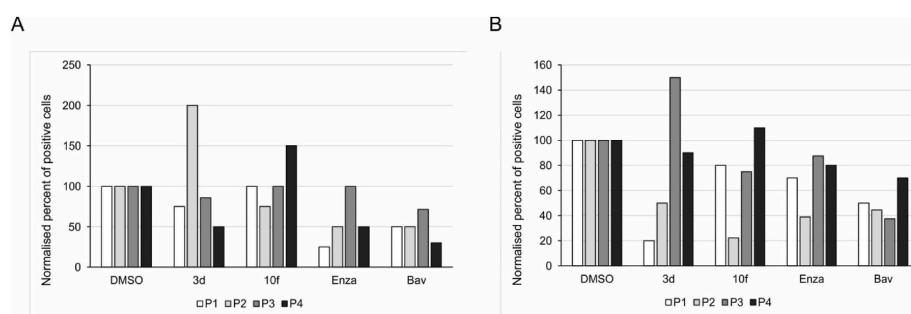 A
Normalised percent of positive cells
250
200
150
100
50
0
DMSO 3d 10f Enza Bav
P1 P2 P3 P4
B
Normalised percent of positive cells
160
140
120
100
80
60
40
20
0
DMSO 3d 10f Enza Bav
P1 P2 P3 P4